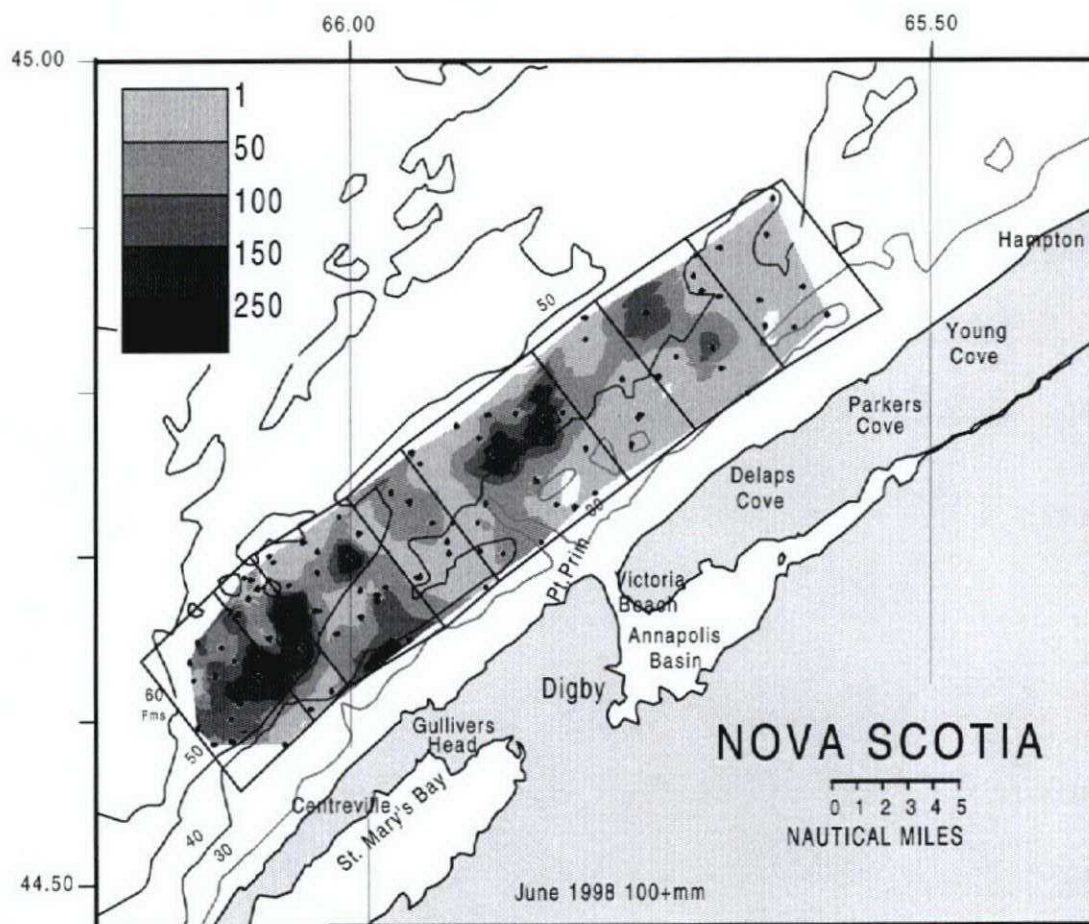 66.00
65.50
45.00
1
50
100
150
250
Hampton
50
Young
Cove
Parkers
Cove
Delaps
Cove
30
Pt. Prim
Victoria
Beach
Annapolis
Basin
60
Fms
Digby
Gullivers
Head
50
NOVA SCOTIA
0 1 2 3 4 5
NAUTICAL MILES
Centreville
St. Mary's Bay
40
30
44.50
June 1998 100+mm